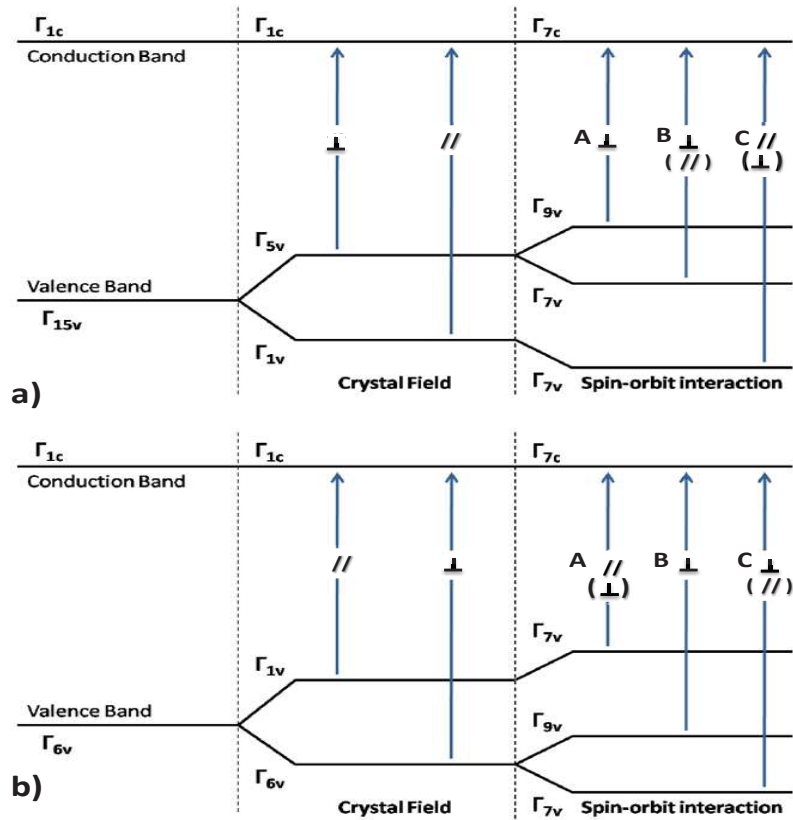 Γ1c Γ1c Γ7c
Conduction Band
⊥ // A ⊥ B ⊥ C //
( // ) (⊥)
Γ9v
Γ5v
Valence Band Γ7v
Γ15v
Γ1v
Crystal Field Γ7v Spin-orbit interaction
a)
Γ1c Γ1c Γ7c
Conduction Band
// ⊥ A // B ⊥ C ⊥
(⊥) ( // )
Γ7v
Γ1v
Valence Band Γ9v
Γ6v
Γ6v
b)
Crystal Field Γ7v Spin-orbit interaction